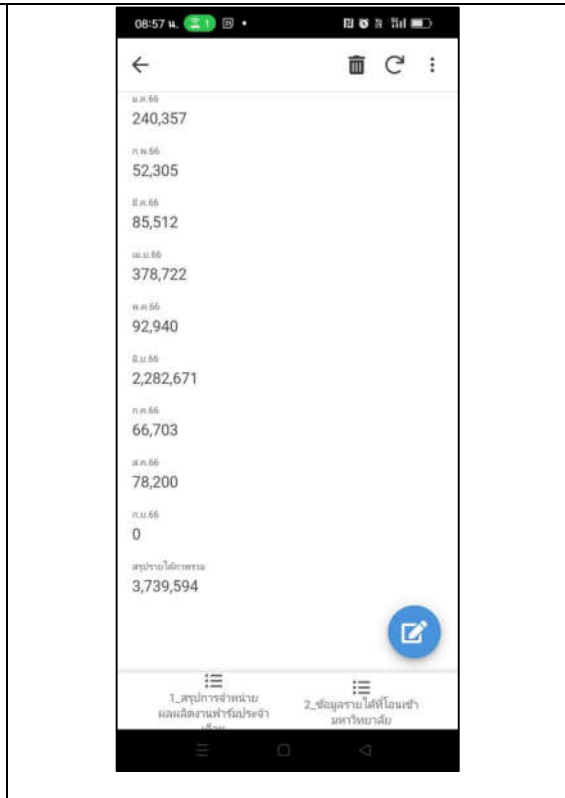 08:57 น.
ม.ค.66
240,357
ก.พ.66
52,305
มี.ค.66
85,512
เม.ย.66
378,722
พ.ค.66
92,940
มิ.ย.66
2,282,671
ก.ค.66
66,703
ส.ค.66
78,200
ก.ย.66
0
สรุปรายได้ภาพรวม
3,739,594
1_สรุปการจำหน่าย
ผลผลิตงานฟาร์มประจำ
เดือน
2_ข้อมูลรายได้ที่โอนเข้า
มหาวิทยาลัย